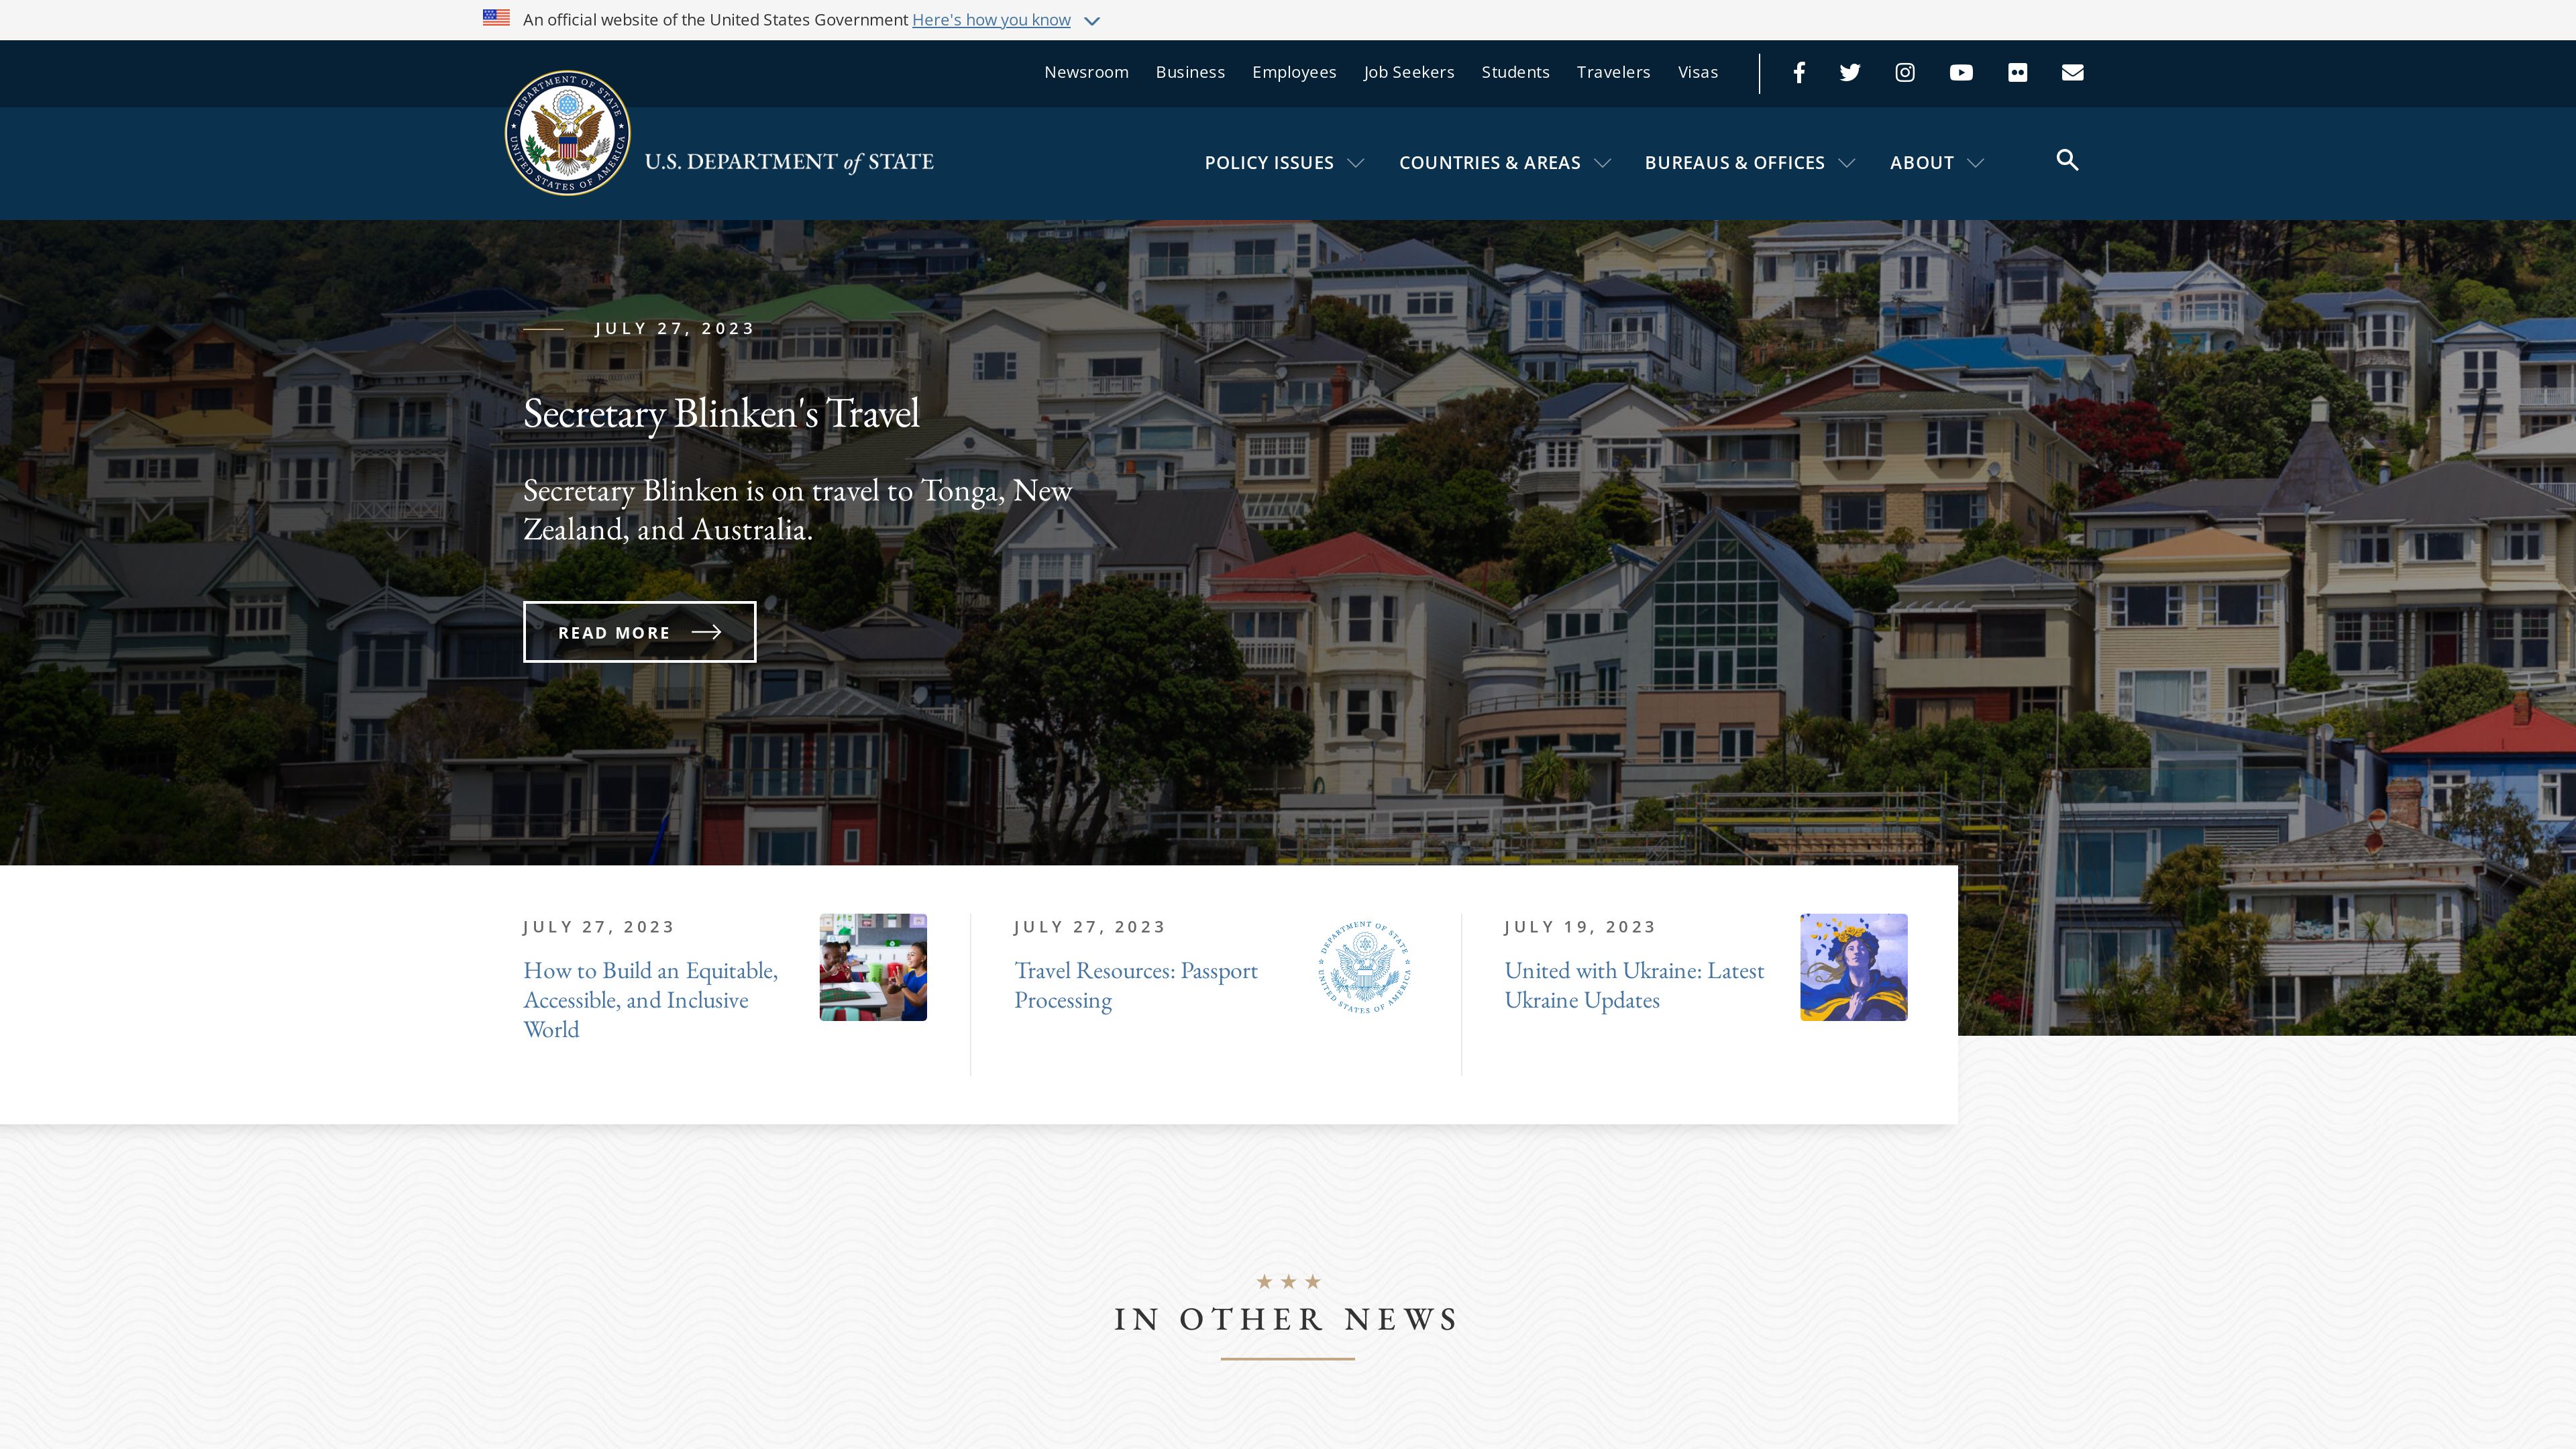 An official website of the United States Government Here's how you know
Newsroom Business Employees Job Seekers Students Travelers Visas
DEPARTMENT OF STATE
UNITED STATES OF AMERICA
U.S. DEPARTMENT of STATE
POLICY ISSUES COUNTRIES & AREAS BUREAUS & OFFICES ABOUT
JULY 27, 2023
Secretary Blinken's Travel
Secretary Blinken is on travel to Tonga, New
Zealand, and Australia.
READ MORE
JULY 27, 2023
How to Build an Equitable,
Accessible, and Inclusive
World
JULY 27, 2023
Travel Resources: Passport
Processing
DEPARTMENT OF STATE
UNITED STATES OF AMERICA
JULY 19, 2023
United with Ukraine: Latest
Ukraine Updates
IN OTHER NEWS